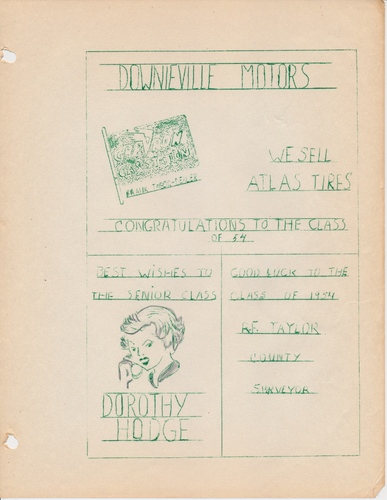 DOWNIEVILLE MOTORS
WE SELL
ATLAS TIRES
CONGRATULATIONS TO THE CLASS
OF 54
BEST WISHES TO
THE SENIOR CLASS
DOROTHY
HODGE
GOOD LUCK TO THE
CLASS OF 1954
R.F. TAYLOR
COUNTY
SURVEYOR